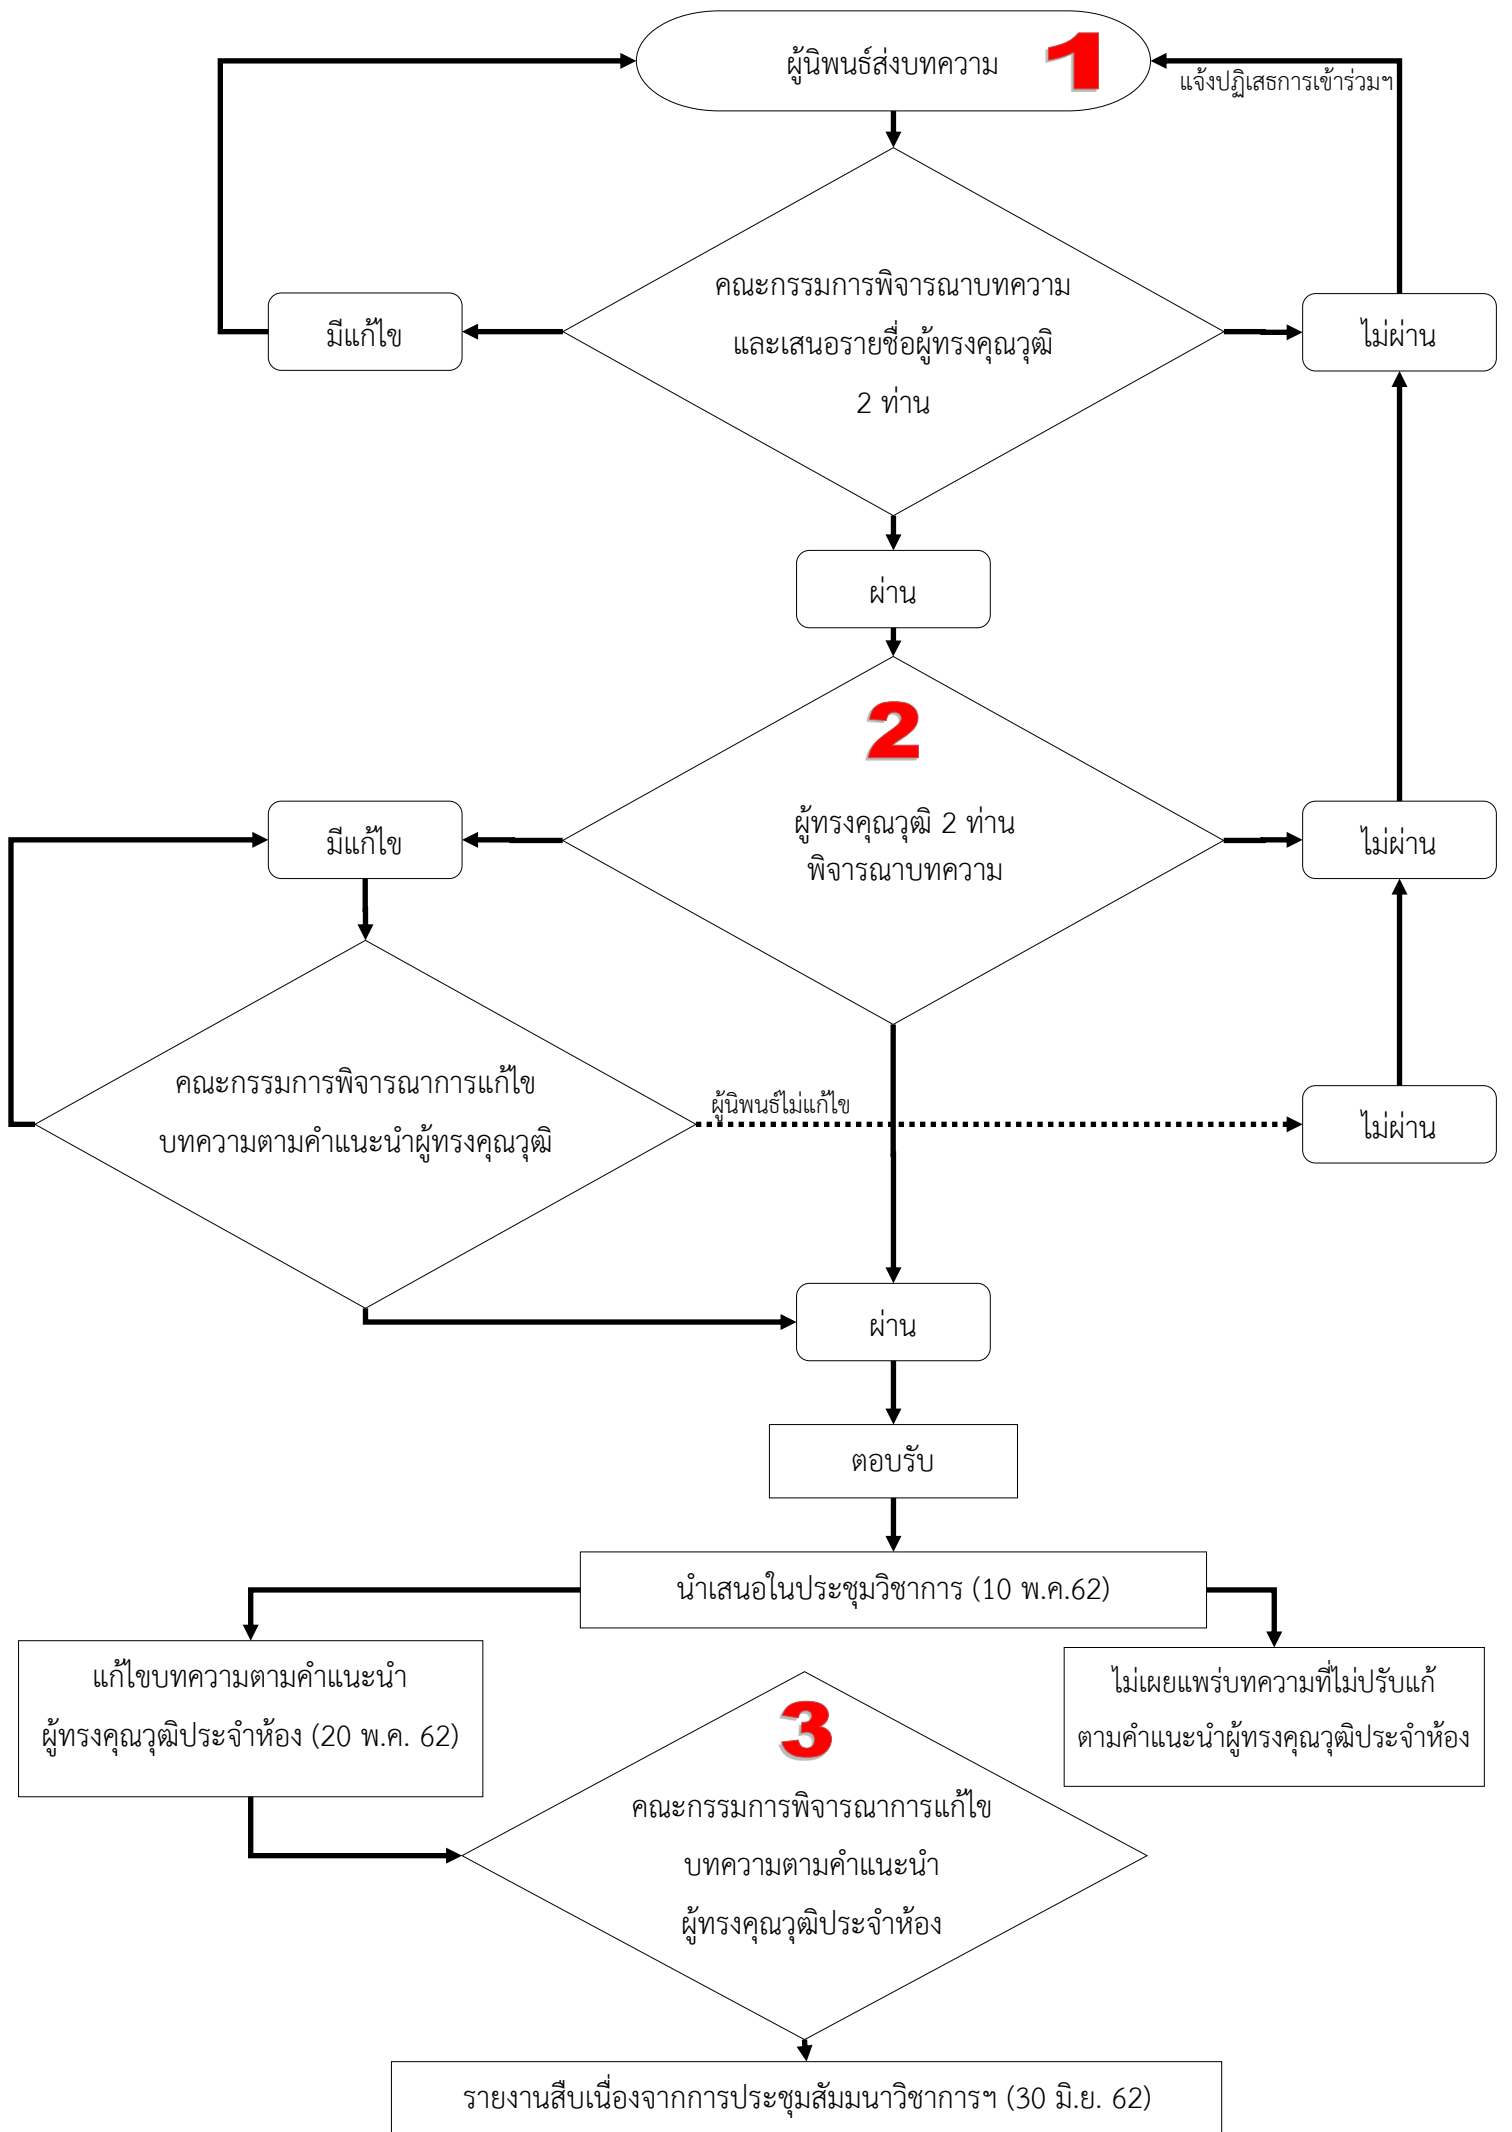 ผู้นิพนธ์ส่งบทความ 1
แจ้งปฏิเสธการเข้าร่วมฯ
คณะกรรมการพิจารณาบทความ
และเสนอรายชื่อผู้ทรงคุณวุฒิ
2 ท่าน
มีแก้ไข
ไม่ผ่าน
ผ่าน
2
ผู้ทรงคุณวุฒิ 2 ท่าน
พิจารณาบทความ
มีแก้ไข
ไม่ผ่าน
คณะกรรมการพิจารณาการแก้ไข
บทความตามคำแนะนำผู้ทรงคุณวุฒิ
ผู้นิพนธ์ไม่แก้ไข
ไม่ผ่าน
ผ่าน
ตอบรับ
นำเสนอในประชุมวิชาการ (10 พ.ค.62)
แก้ไขบทความตามคำแนะนำ
ผู้ทรงคุณวุฒิประจำห้อง (20 พ.ค. 62)
ไม่เผยแพร่บทความที่ไม่ปรับแก้
ตามคำแนะนำผู้ทรงคุณวุฒิประจำห้อง
3
คณะกรรมการพิจารณาการแก้ไข
บทความตามคำแนะนำ
ผู้ทรงคุณวุฒิประจำห้อง
รายงานสืบเนื่องจากการประชุมสัมมนาวิชาการฯ (30 มิ.ย. 62)